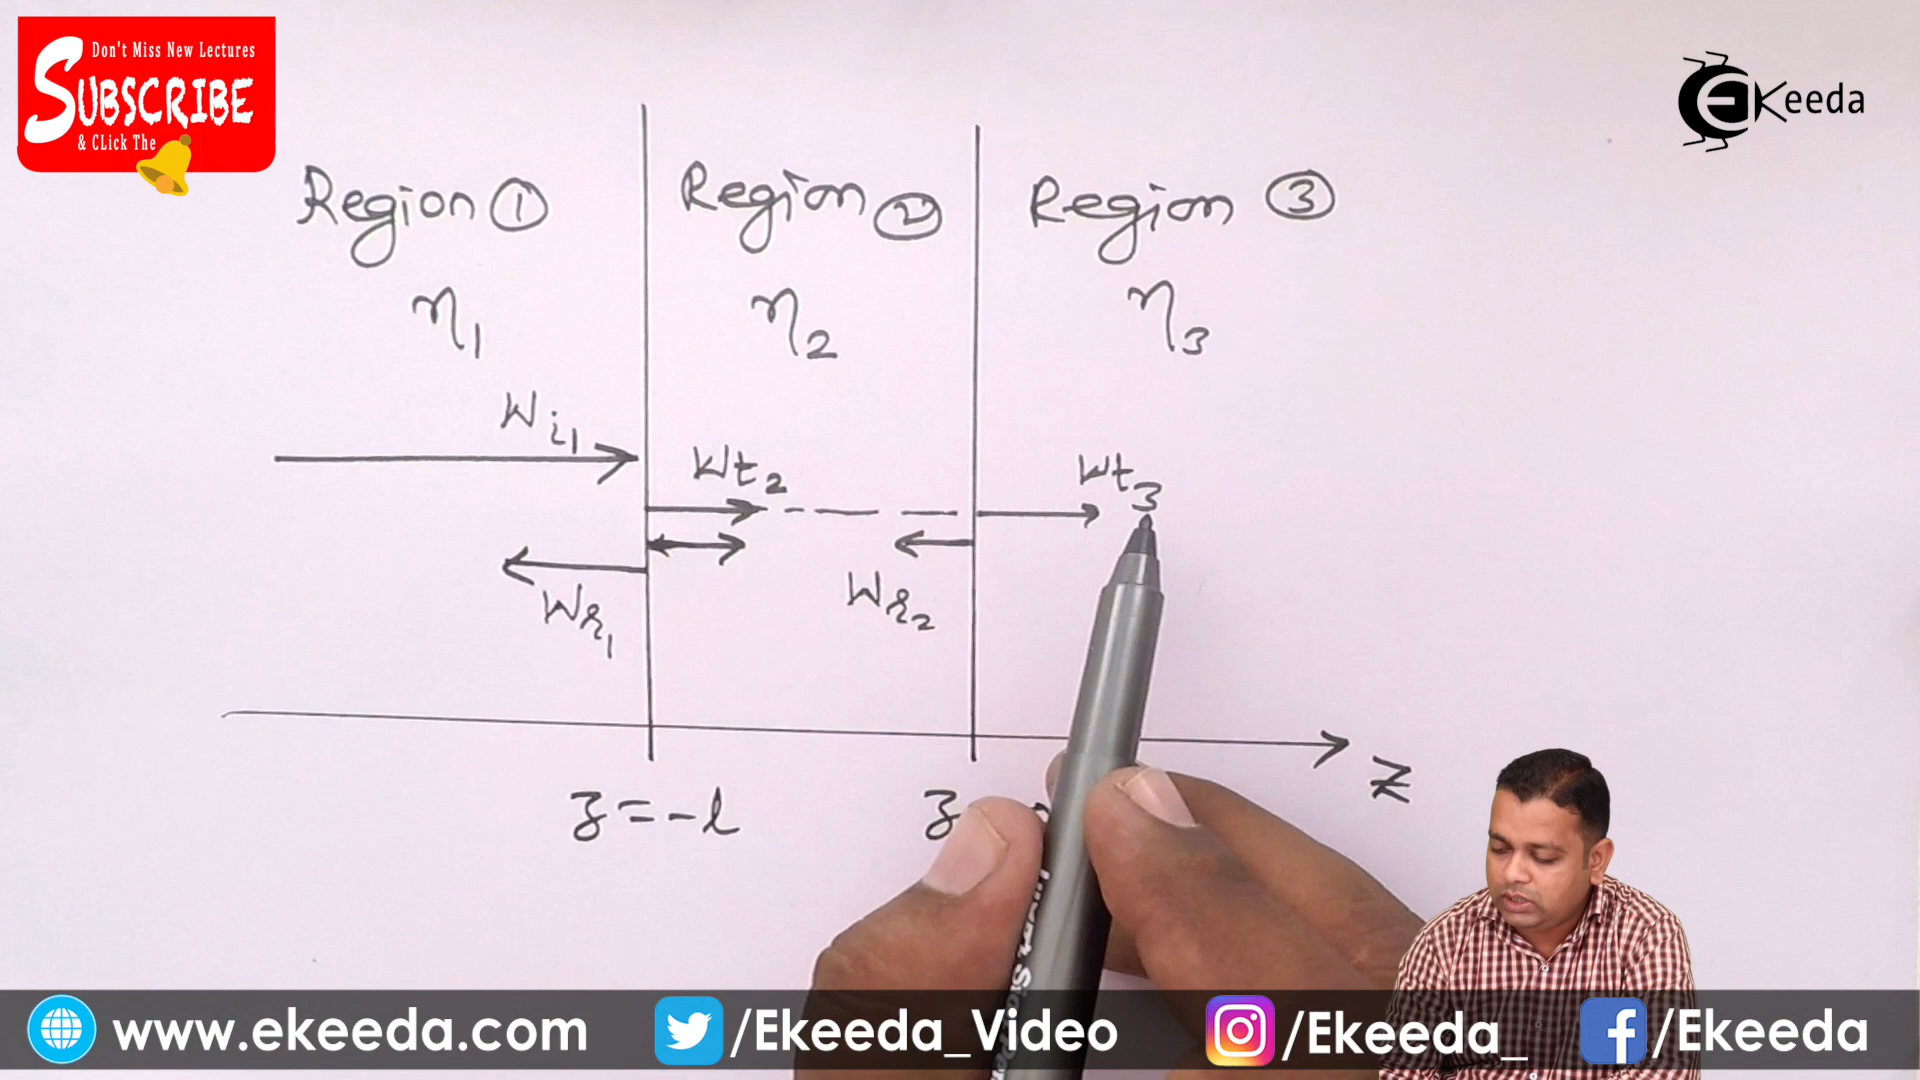 Don't Miss New Lectures
SUBSCRIBE
& CLick The
EKeeda
Region ① Region ② Region ③
η₁ η₂ η₃
Wi₁
Wt₂ Wt₃
Wr₁ Wr₂
z = -l z
Z
www.ekeeda.com /Ekeeda_Video /Ekeeda_ /Ekeeda